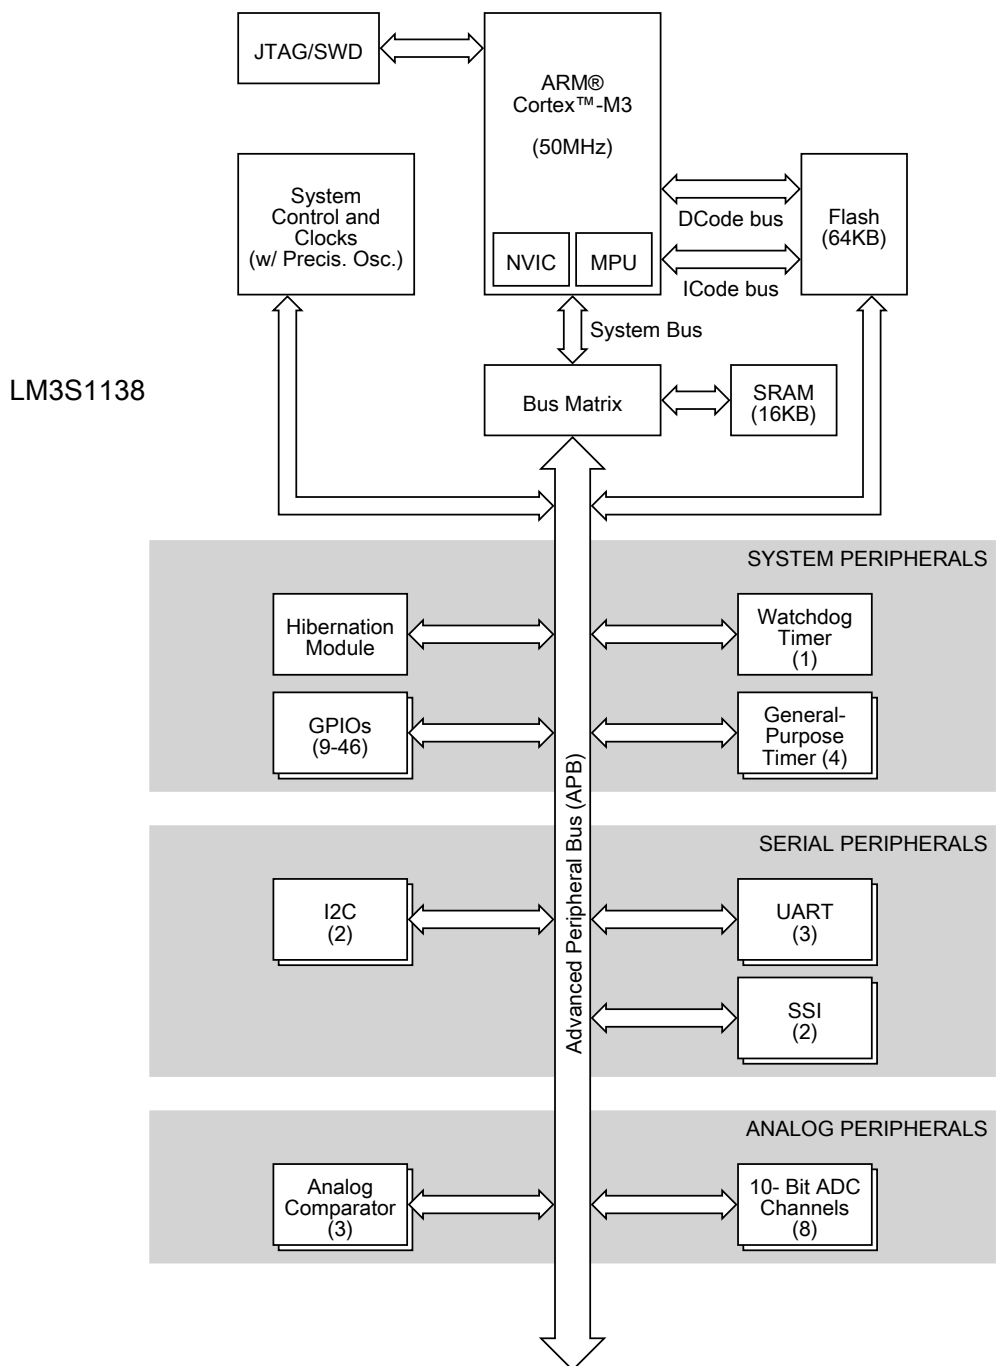 JTAG/SWD
ARM®
Cortex™-M3
(50MHz)
NVIC
MPU
System
Control and
Clocks
(w/ Precis. Osc.)
DCode bus
ICode bus
Flash
(64KB)
System Bus
LM3S1138
Bus Matrix
SRAM
(16KB)
SYSTEM PERIPHERALS
Hibernation
Module
Watchdog
Timer
(1)
GPIOs
(9-46)
General-
Purpose
Timer (4)
Advanced Peripheral Bus (APB)
SERIAL PERIPHERALS
I2C
(2)
UART
(3)
SSI
(2)
ANALOG PERIPHERALS
Analog
Comparator
(3)
10- Bit ADC
Channels
(8)